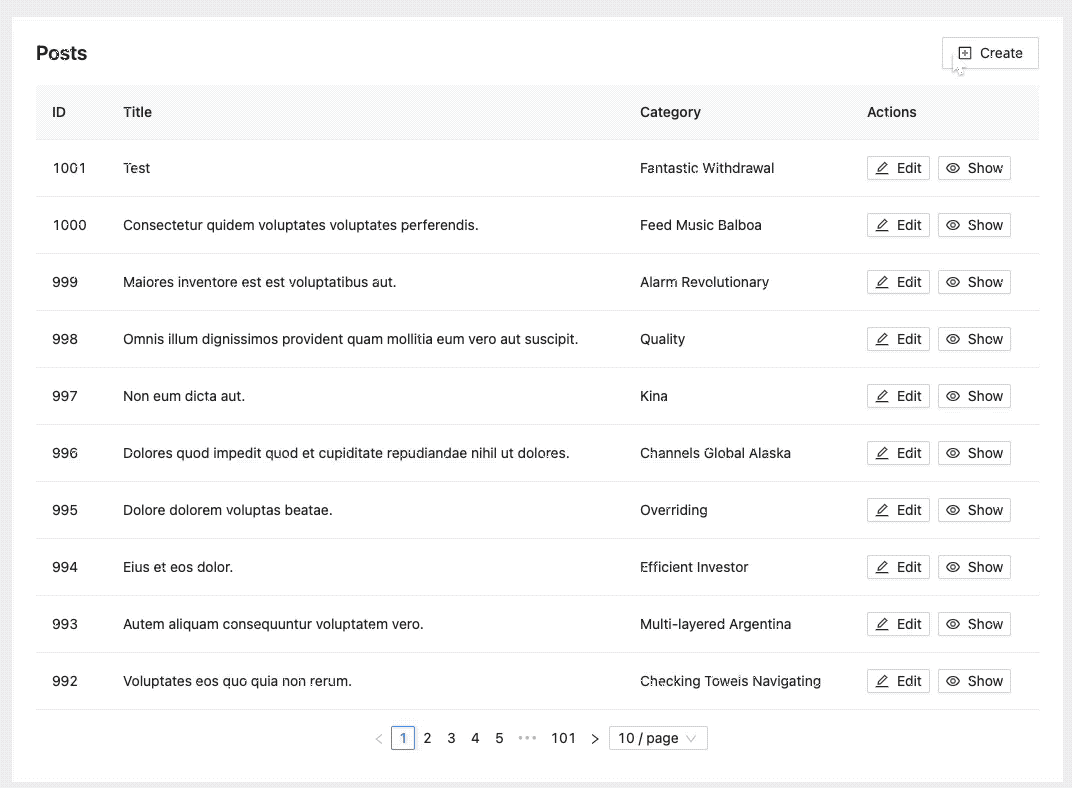 Posts
Create
ID Title Category Actions
1001 Test Fantastic Withdrawal Edit Show
1000 Consectetur quidem voluptates voluptates perferendis. Feed Music Balboa Edit Show
999 Maiores inventore est est voluptatibus aut. Alarm Revolutionary Edit Show
998 Omnis illum dignissimos provident quam mollitia eum vero aut suscipit. Quality Edit Show
997 Non eum dicta aut. Kina Edit Show
996 Dolores quod impedit quod et cupiditate repudiandae nihil ut dolores. Channels Global Alaska Edit Show
995 Dolore dolorem voluptas beatae. Overriding Edit Show
994 Eius et eos dolor. Efficient Investor Edit Show
993 Autem aliquam consequuntur voluptatem vero. Multi-layered Argentina Edit Show
992 Voluptates eos quo quia non rerum. Checking Towels Navigating Edit Show
< 1 2 3 4 5 ••• 101 > 10 / page